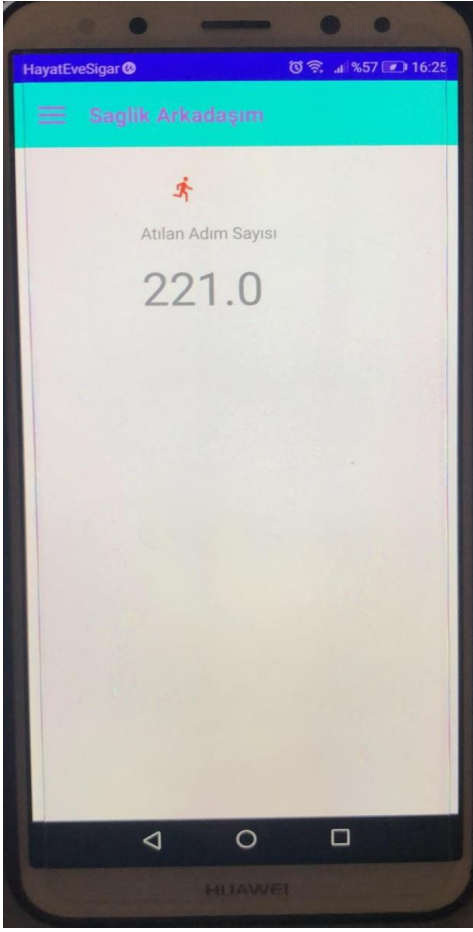 HayatEveSigar %57 16:25
Saglik Arkadaşım
Atılan Adım Sayısı
221.0
HUAWEI